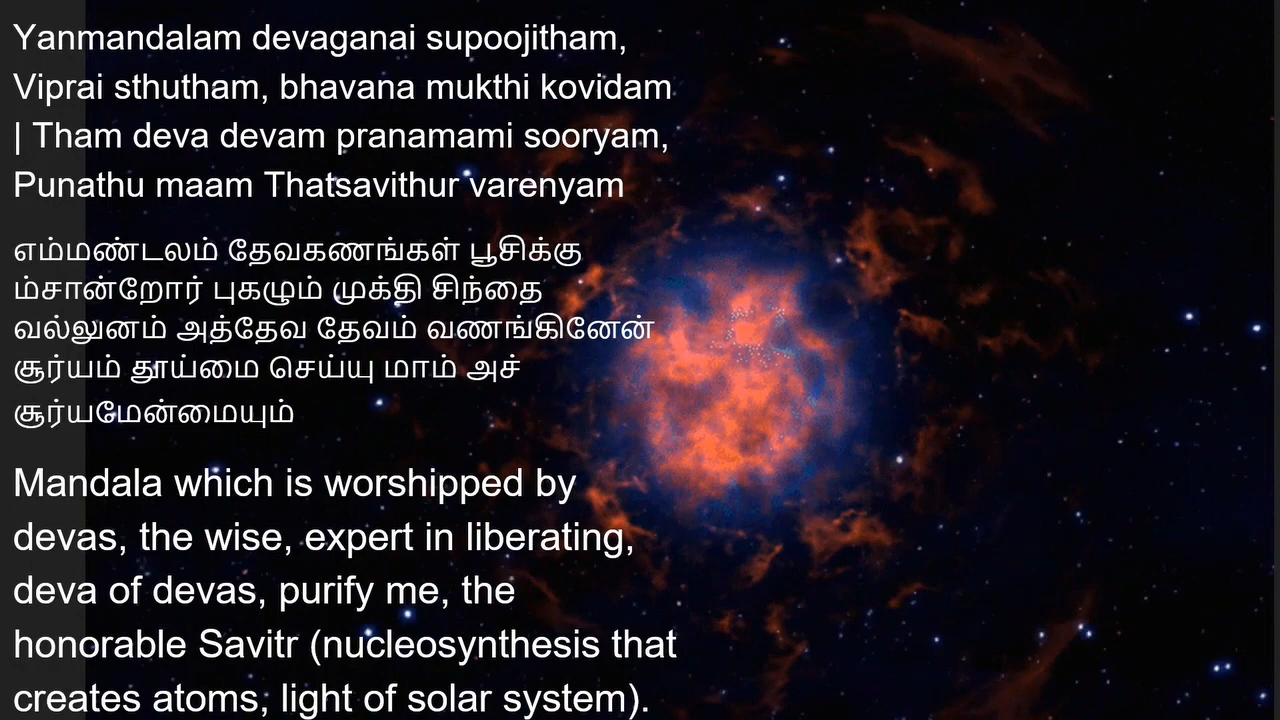 Yanmandalam devaganai supoojitham,
Viprai sthutham, bhavana mukthi kovidam
| Tham deva devam pranamami sooryam,
Punathu maam Thatsavithur varenyam
எம்மண்டலம் தேவகணங்கள் பூசிக்கு
ம்சான்றோர் புகழும் முக்தி சிந்தை
வல்லுனம் அத்தேவ தேவம் வணங்கினேன்
சூர்யம் தூய்மை செய்யு மாம் அச்
சூர்யமேன்மையும்
Mandala which is worshipped by
devas, the wise, expert in liberating,
deva of devas, purify me, the
honorable Savitr (nucleosynthesis that
creates atoms; light of solar system).